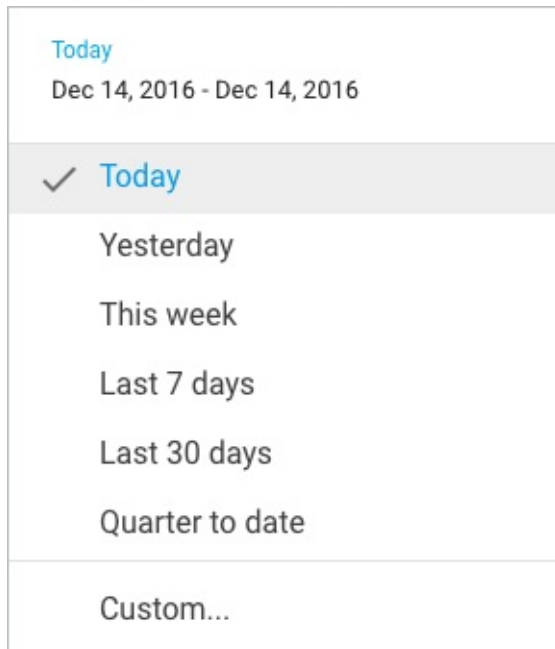 Today
Dec 14, 2016 - Dec 14, 2016
Today
Yesterday
This week
Last 7 days
Last 30 days
Quarter to date
Custom...